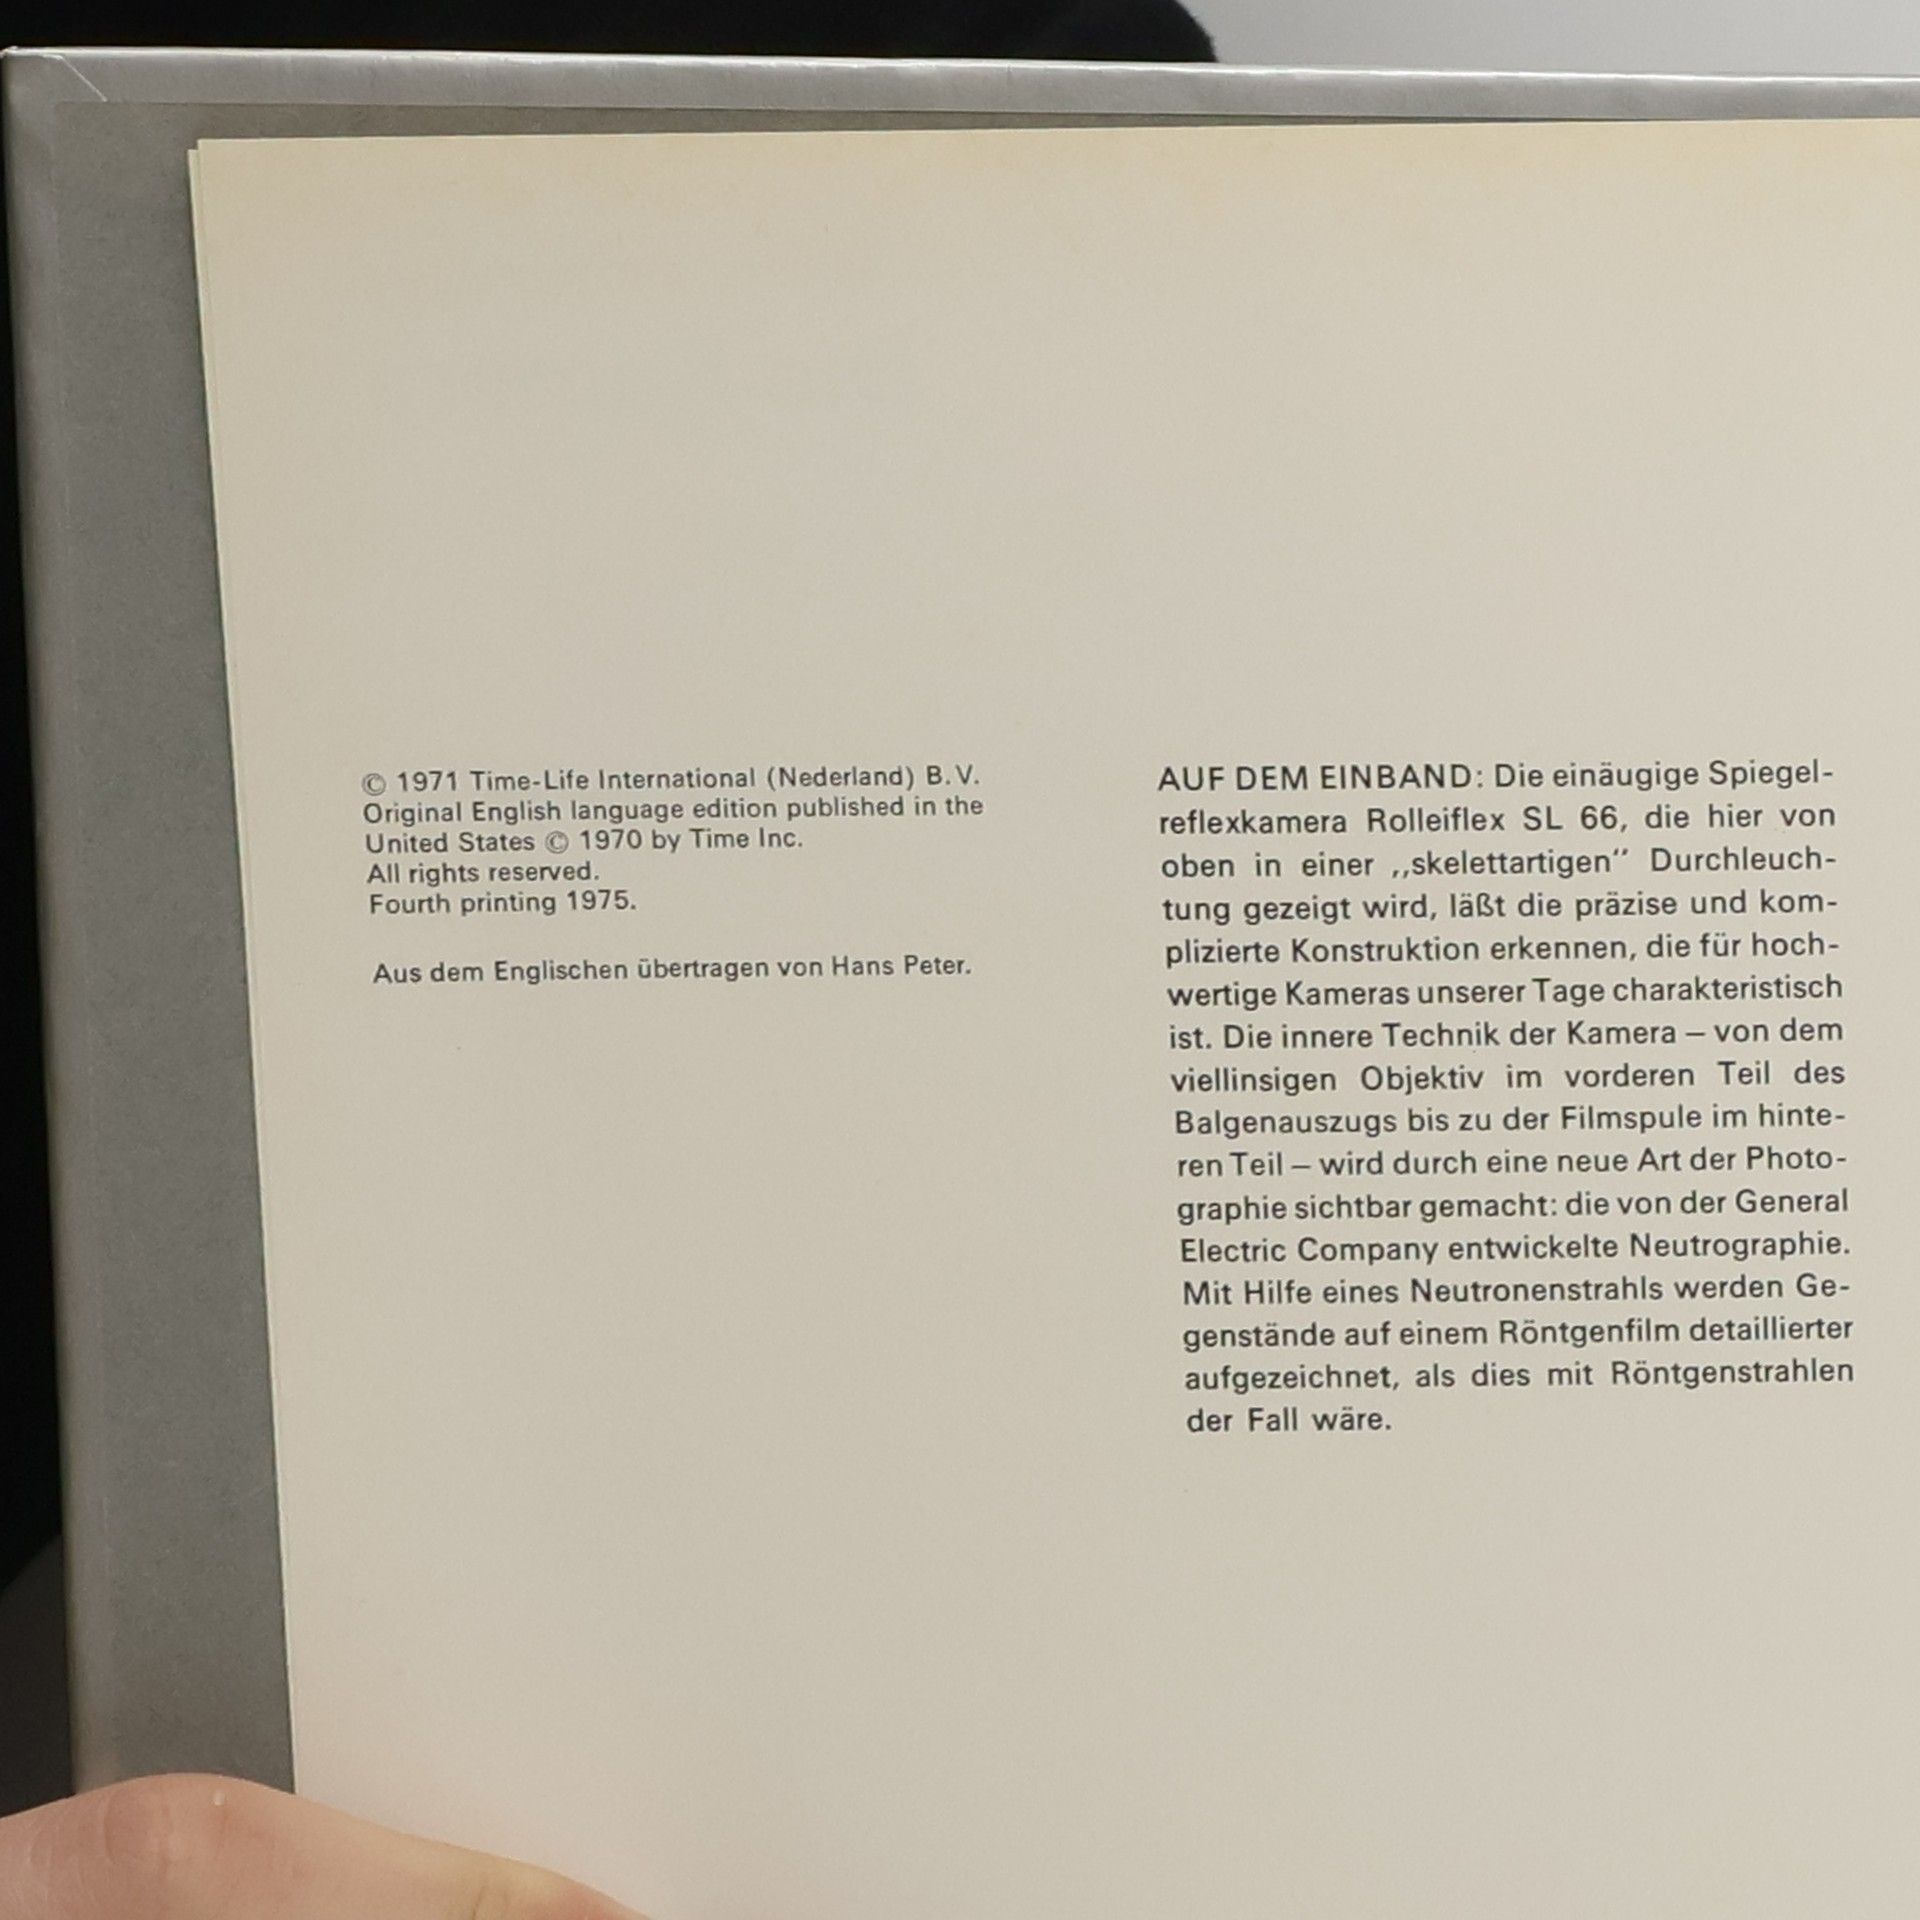 © 1971 Time-Life International (Nederland) B.V.
Original English language edition published in the
United States © 1970 by Time Inc.
All rights reserved.
Fourth printing 1975.
Aus dem Englischen übertragen von Hans Peter.
AUF DEM EINBAND: Die einäugige Spiegel-
reflexkamera Rolleiflex SL 66, die hier von
oben in einer ,,skelettartigen“ Durchleuch-
tung gezeigt wird, läßt die präzise und kom-
plizierte Konstruktion erkennen, die für hoch-
wertige Kameras unserer Tage charakteristisch
ist. Die innere Technik der Kamera – von dem
viellinsigen Objektiv im vorderen Teil des
Balgenauszugs bis zu der Filmspule im hinte-
ren Teil – wird durch eine neue Art der Photo-
graphie sichtbar gemacht: die von der General
Electric Company entwickelte Neutrographie.
Mit Hilfe eines Neutronenstrahls werden Ge-
genstände auf einem Röntgenfilm detaillierter
aufgezeichnet, als dies mit Röntgenstrahlen
der Fall wäre.